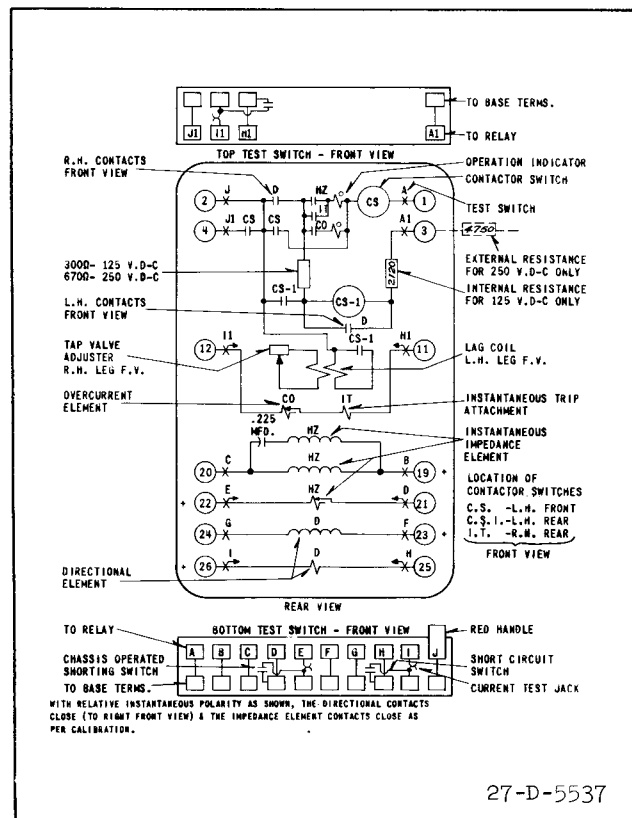 J1 I1 H1 A1
TO BASE TERMS.
TO RELAY
TOP TEST SWITCH - FRONT VIEW
R.H. CONTACTS
FRONT VIEW
OPERATION INDICATOR
CONTACTOR SWITCH
TEST SWITCH
2 J D HZ IT CS A 1
4 J1 CS CS CO A1 3
4750
300Ω- 125 V.D-C
670Ω- 250 V.D-C
2120
EXTERNAL RESISTANCE
FOR 250 V.D-C ONLY
INTERNAL RESISTANCE
FOR 125 V.D-C ONLY
CS-1 CS-1
L.H. CONTACTS
FRONT VIEW
D
CS-1
12 I1 H1 11
TAP VALVE
ADJUSTER
R.H. LEG F.V.
LAG COIL
L.H. LEG F.V.
OVERCURRENT
ELEMENT
CO IT
INSTANTANEOUS TRIP
ATTACHMENT
.225
MFD.
HZ
INSTANTANEOUS
IMPEDANCE
ELEMENT
20 C HZ B 19 +
+ 22 E HZ D 21
24 G D F 23 +
+ 26 I D H 25
LOCATION OF
CONTACTOR SWITCHES
C.S. -L.H. FRONT
C.S.I.-L.H. REAR
I.T. -R.H. REAR
FRONT VIEW
DIRECTIONAL
ELEMENT
REAR VIEW
TO RELAY
BOTTOM TEST SWITCH - FRONT VIEW
RED HANDLE
A B C D E F G H I J
CHASSIS OPERATED
SHORTING SWITCH
TO BASE TERMS.
SHORT CIRCUIT
SWITCH
CURRENT TEST JACK
WITH RELATIVE INSTANTANEOUS POLARITY AS SHOWN, THE DIRECTIONAL CONTACTS
CLOSE (TO RIGHT FRONT VIEW) & THE IMPEDANCE ELEMENT CONTACTS CLOSE AS
PER CALIBRATION.
27-D-5537